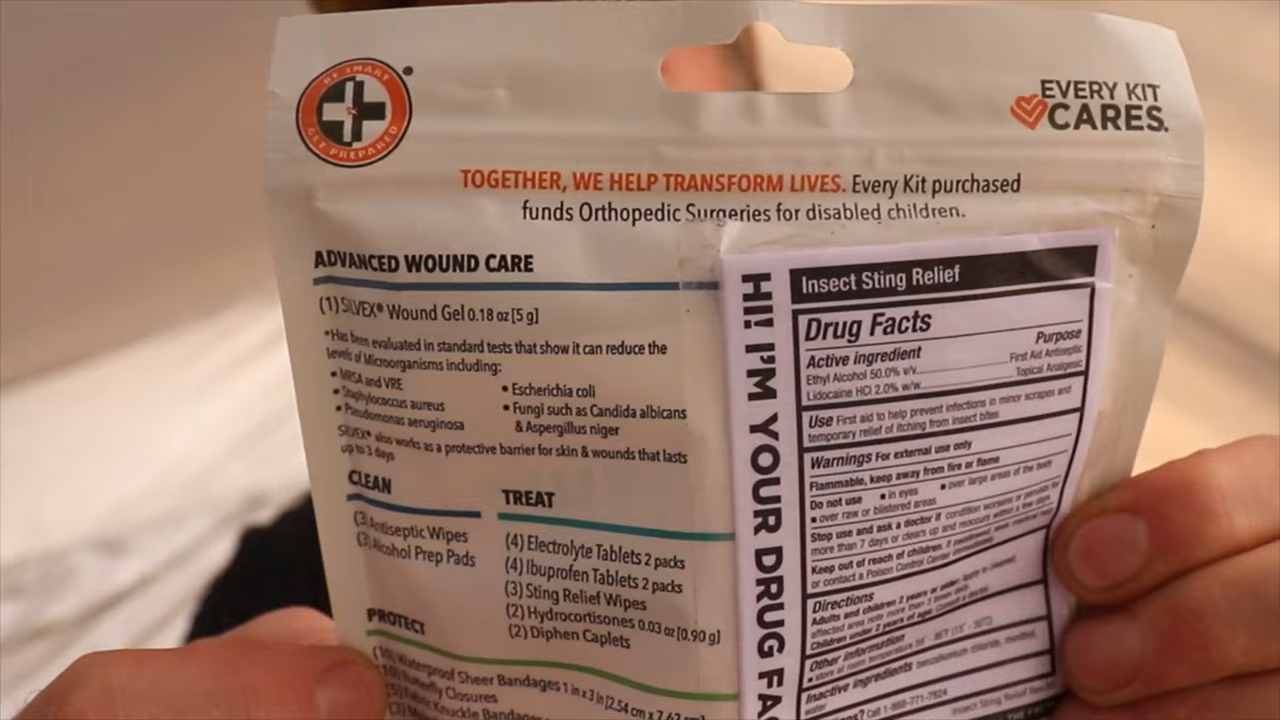 BE SMART
GET PREPARED
EVERY KIT
CARES.
TOGETHER, WE HELP TRANSFORM LIVES. Every Kit purchased
funds Orthopedic Surgeries for disabled children.
ADVANCED WOUND CARE
(1) SILVEX® Wound Gel 0.18 oz [5 g]
*Has been evaluated in standard tests that show it can reduce the
levels of Microorganisms including:
• MRSA and VRE
• Staphylococcus aureus
• Pseudomonas aeruginosa
• Escherichia coli
• Fungi such as Candida albicans
& Aspergillus niger
SILVEX® also works as a protective barrier for skin & wounds that lasts
up to 3 days
CLEAN
(3) Antiseptic Wipes
(3) Alcohol Prep Pads
TREAT
(4) Electrolyte Tablets 2 packs
(4) Ibuprofen Tablets 2 packs
(3) Sting Relief Wipes
(2) Hydrocortisones 0.03 oz [0.90 g]
(2) Diphen Caplets
PROTECT
(10) Waterproof Sheer Bandages 1 in x 3 in [2.54 cm x 7.62 cm]
(10) Butterfly Closures
(5) Fabric Knuckle Bandages
HI! I'M YOUR DRUG FA
Insect Sting Relief
Drug Facts
Active ingredient Purpose
Ethyl Alcohol 50.0% v/v First Aid Antiseptic
Lidocaine HCl 2.0% w/w Topical Analgesic
Use First aid to help prevent infections in minor scrapes and
temporary relief of itching from insect bites
Warnings For external use only
Flammable, keep away from fire or flame
Do not use ■ in eyes ■ over large areas of the body
■ over raw or blistered areas
Stop use and ask a doctor if condition worsens or persists for
more than 7 days or clears up and reoccurs within a few days.
Keep out of reach of children. If swallowed,
or contact a Poison Control Center immediately.
Directions
Adults and children 2 years or older:
affected area not more than 3 times daily.
Children under 2 years of age: Consult a doctor.
Other information
■ store at room temperature 59° - 86°F (15° - 30°C)
Inactive ingredients benzalkonium chloride, menthol,
water
Call 1-888-771-7824
Insect Sting Relief